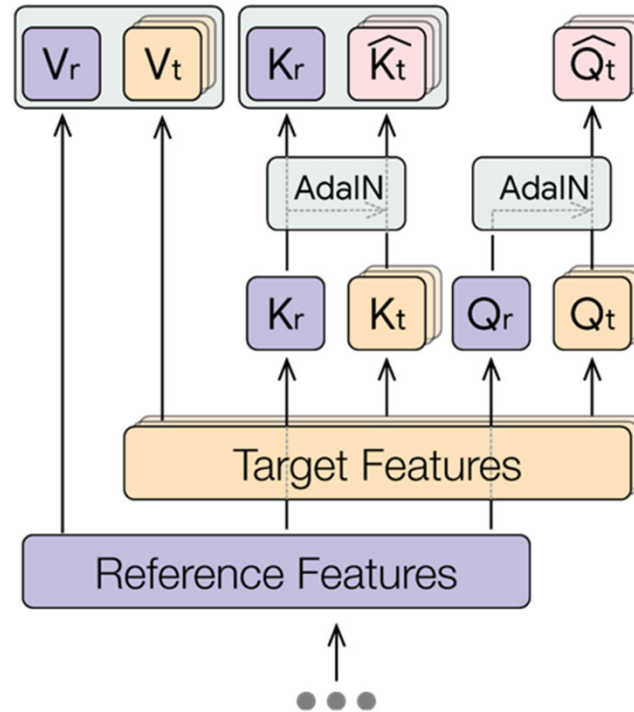 Vr Vt Kr K̂t Q̂t
AdaIN AdaIN
Kr Kt Qr Qt
Target Features
Reference Features